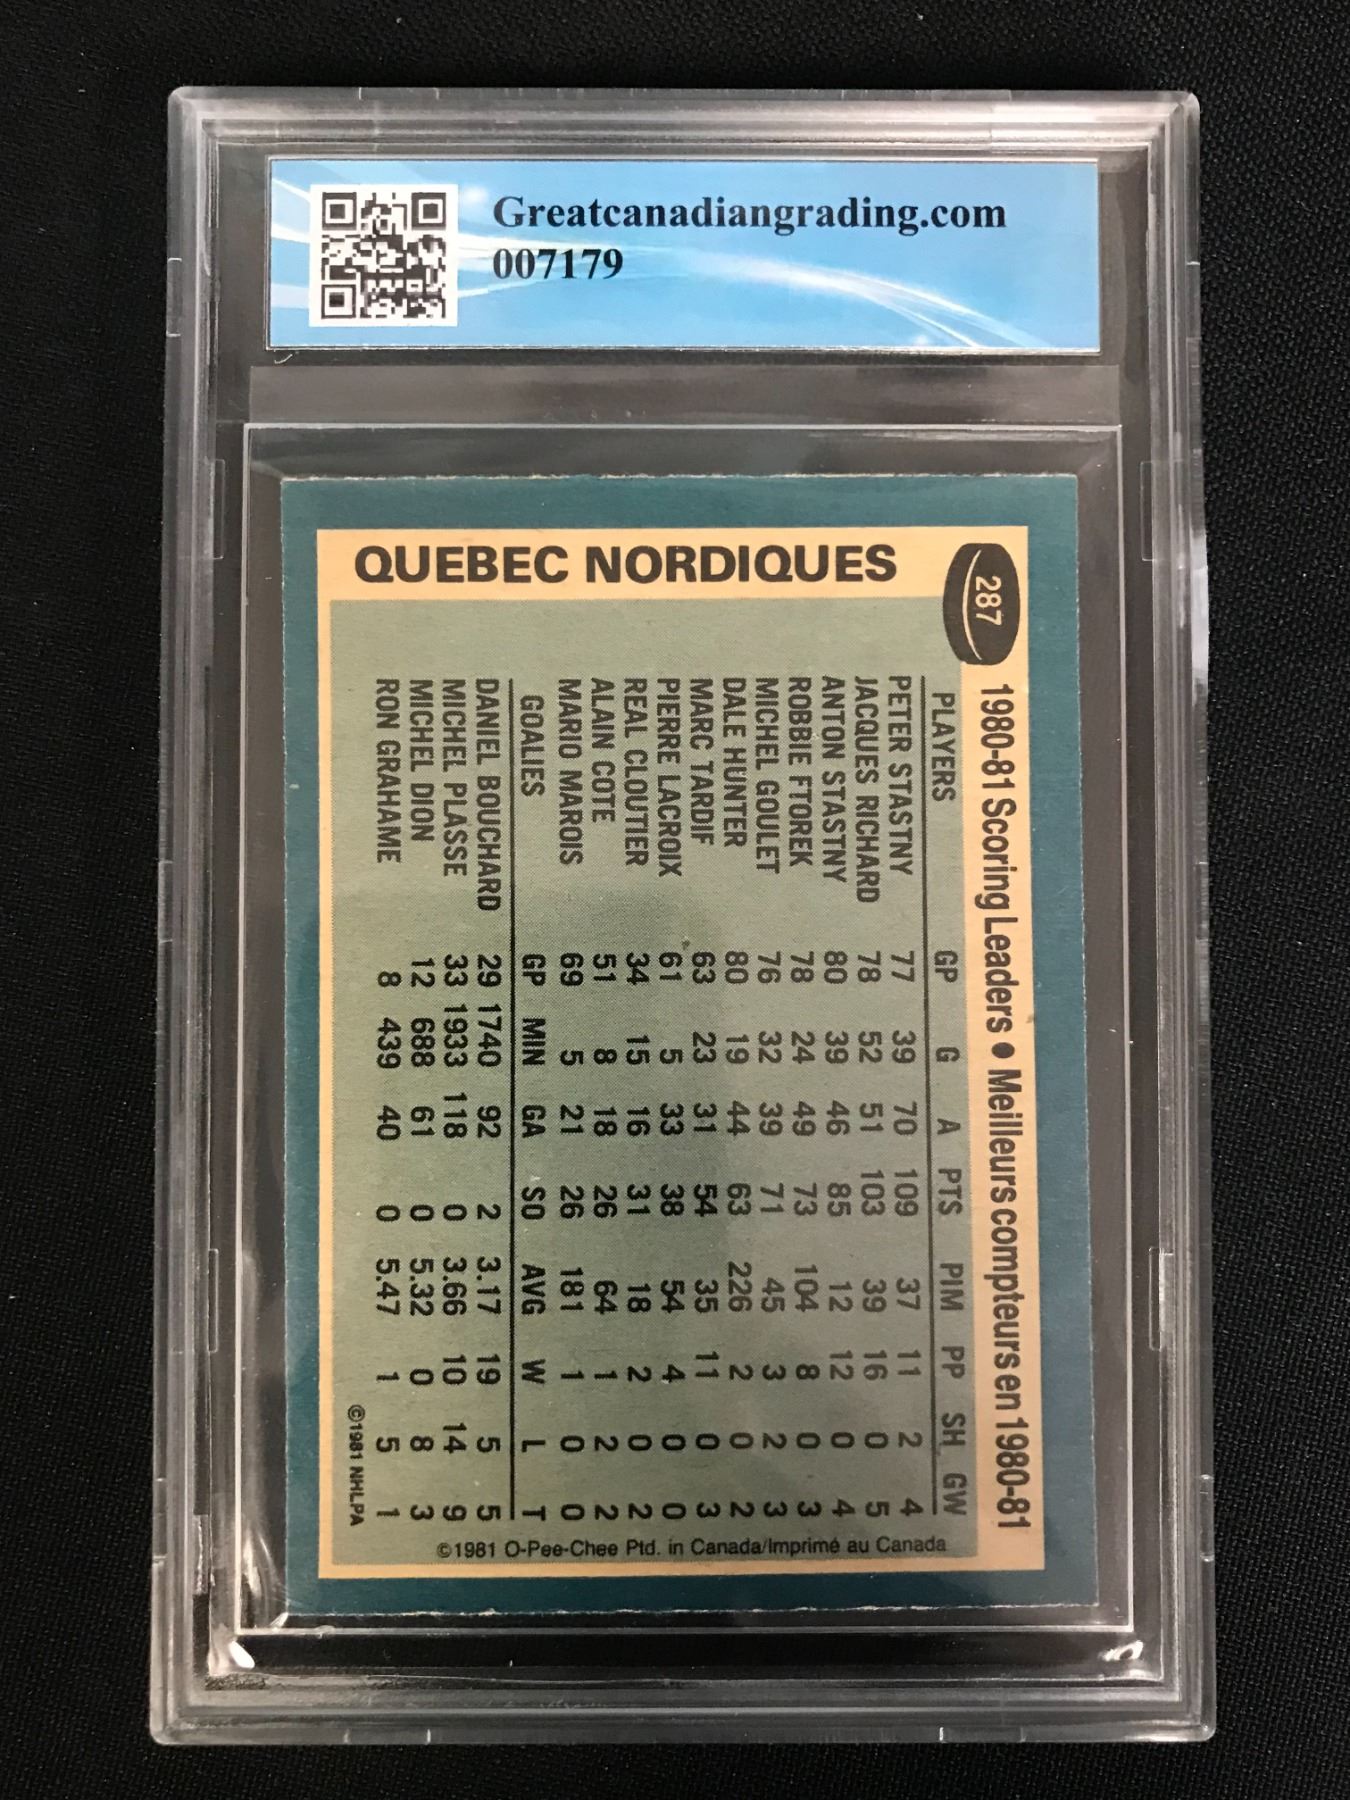 Greatcanadiangrading.com
007179
QUEBEC NORDIQUES
287
1980-81 Scoring Leaders ● Meilleurs compteurs en 1980-81
PLAYERS GP G A PTS PIM PP SH GW
PETER STASTNY 77 39 70 109 37 11 2 4
JACQUES RICHARD 78 52 51 103 39 16 0 5
ANTON STASTNY 80 39 46 85 12 12 0 4
ROBBIE FTOREK 78 24 49 73 104 8 0 3
MICHEL GOULET 76 32 39 71 45 3 2 3
DALE HUNTER 80 19 44 63 226 2 0 2
MARC TARDIF 63 23 31 54 35 11 0 3
PIERRE LACROIX 61 5 33 38 54 4 0 0
REAL CLOUTIER 34 15 16 31 18 2 0 2
ALAIN COTE 51 8 18 26 64 1 2 2
MARIO MAROIS 69 5 21 26 181 1 0 0
GOALIES GP MIN GA SO AVG W L T
DANIEL BOUCHARD 29 1740 92 2 3.17 19 5 5
MICHEL PLASSE 33 1933 118 0 3.66 10 14 9
MICHEL DION 12 688 61 0 5.32 0 8 3
RON GRAHAME 8 439 40 0 5.47 1 5 1
©1981 NHLPA
©1981 O-Pee-Chee Ptd. in Canada/Imprimé au Canada